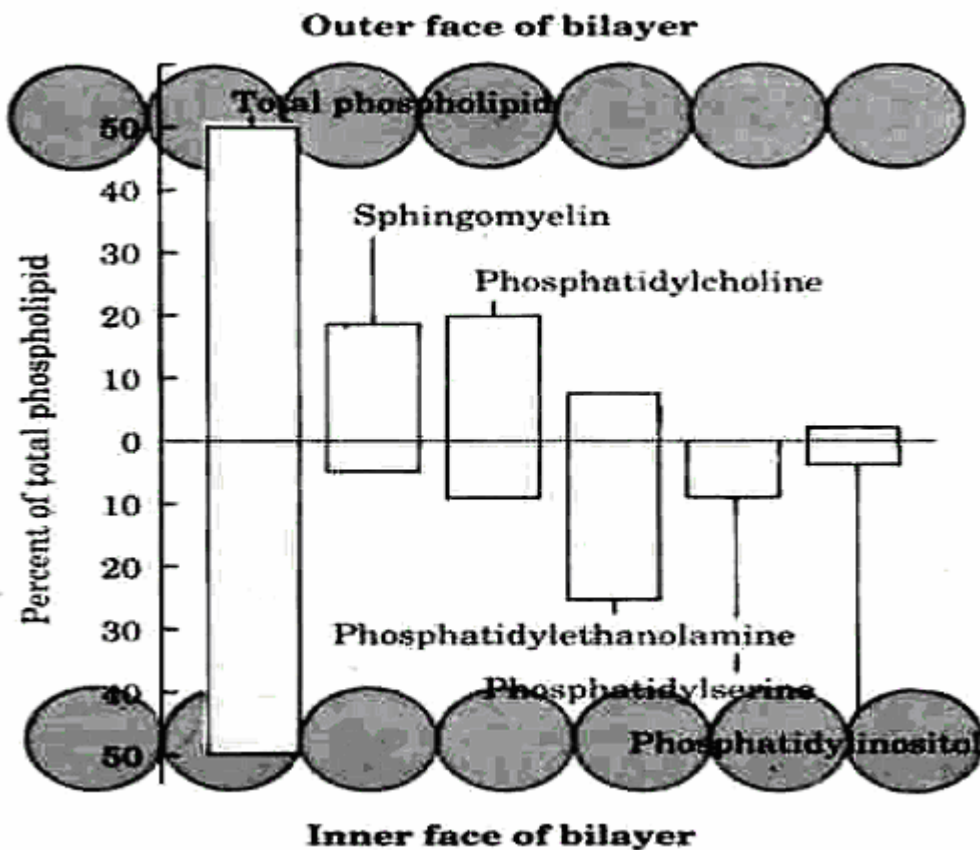 Outer face of bilayer
Total phospholipid
50
40
Sphingomyelin
30
Phosphatidylcholine
20
10
0
10
20
30
Phosphatidylethanolamine
40
Phosphatidylserine
Phosphatidylinositol
50
Inner face of bilayer
Percent of total phospholipid